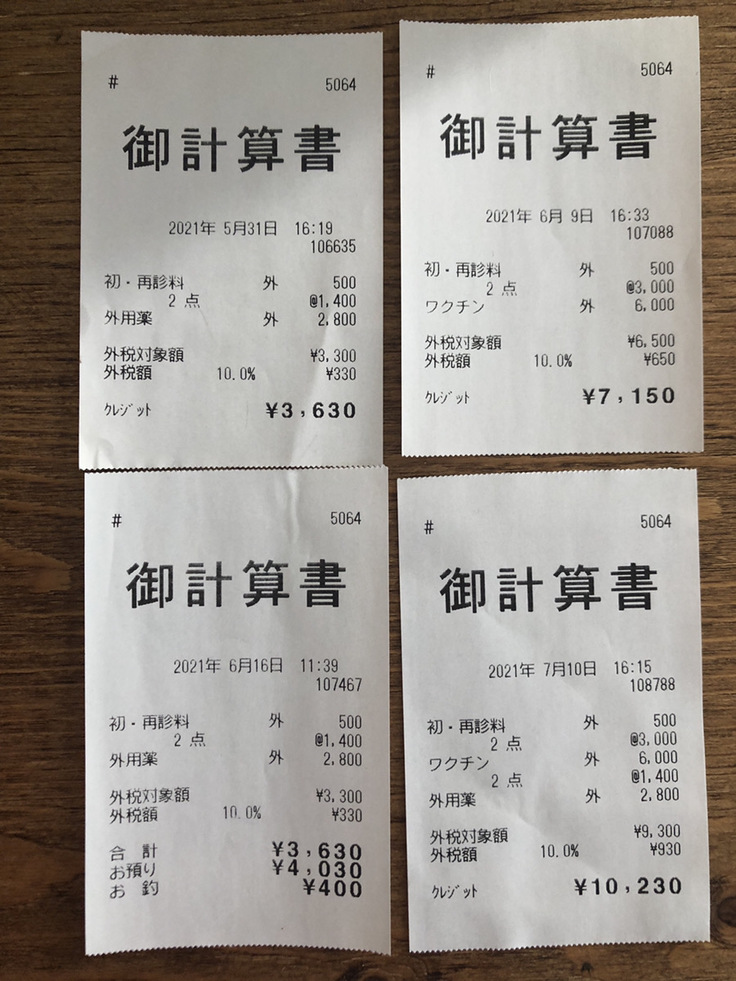 # 5064
御計算書
2021年 5月31日 16:19
106635
初・再診料 外 500
2 点 @1,400
外用薬 外 2,800
外税対象額 ¥3,300
外税額 10.0% ¥330
クレジット ¥3,630
# 5064
御計算書
2021年 6月 9日 16:33
107088
初・再診料 外 500
2 点 @3,000
ワクチン 外 6,000
外税対象額 ¥6,500
外税額 10.0% ¥650
クレジット ¥7,150
# 5064
御計算書
2021年 6月16日 11:39
107467
初・再診料 外 500
2 点 @1,400
外用薬 外 2,800
外税対象額 ¥3,300
外税額 10.0% ¥330
合 計 ¥3,630
お預り ¥4,030
お 釣 ¥400
# 5064
御計算書
2021年 7月10日 16:15
108788
初・再診料 外 500
2 点 @3,000
ワクチン 外 6,000
2 点 @1,400
外用薬 外 2,800
外税対象額 ¥9,300
外税額 10.0% ¥930
クレジット ¥10,230